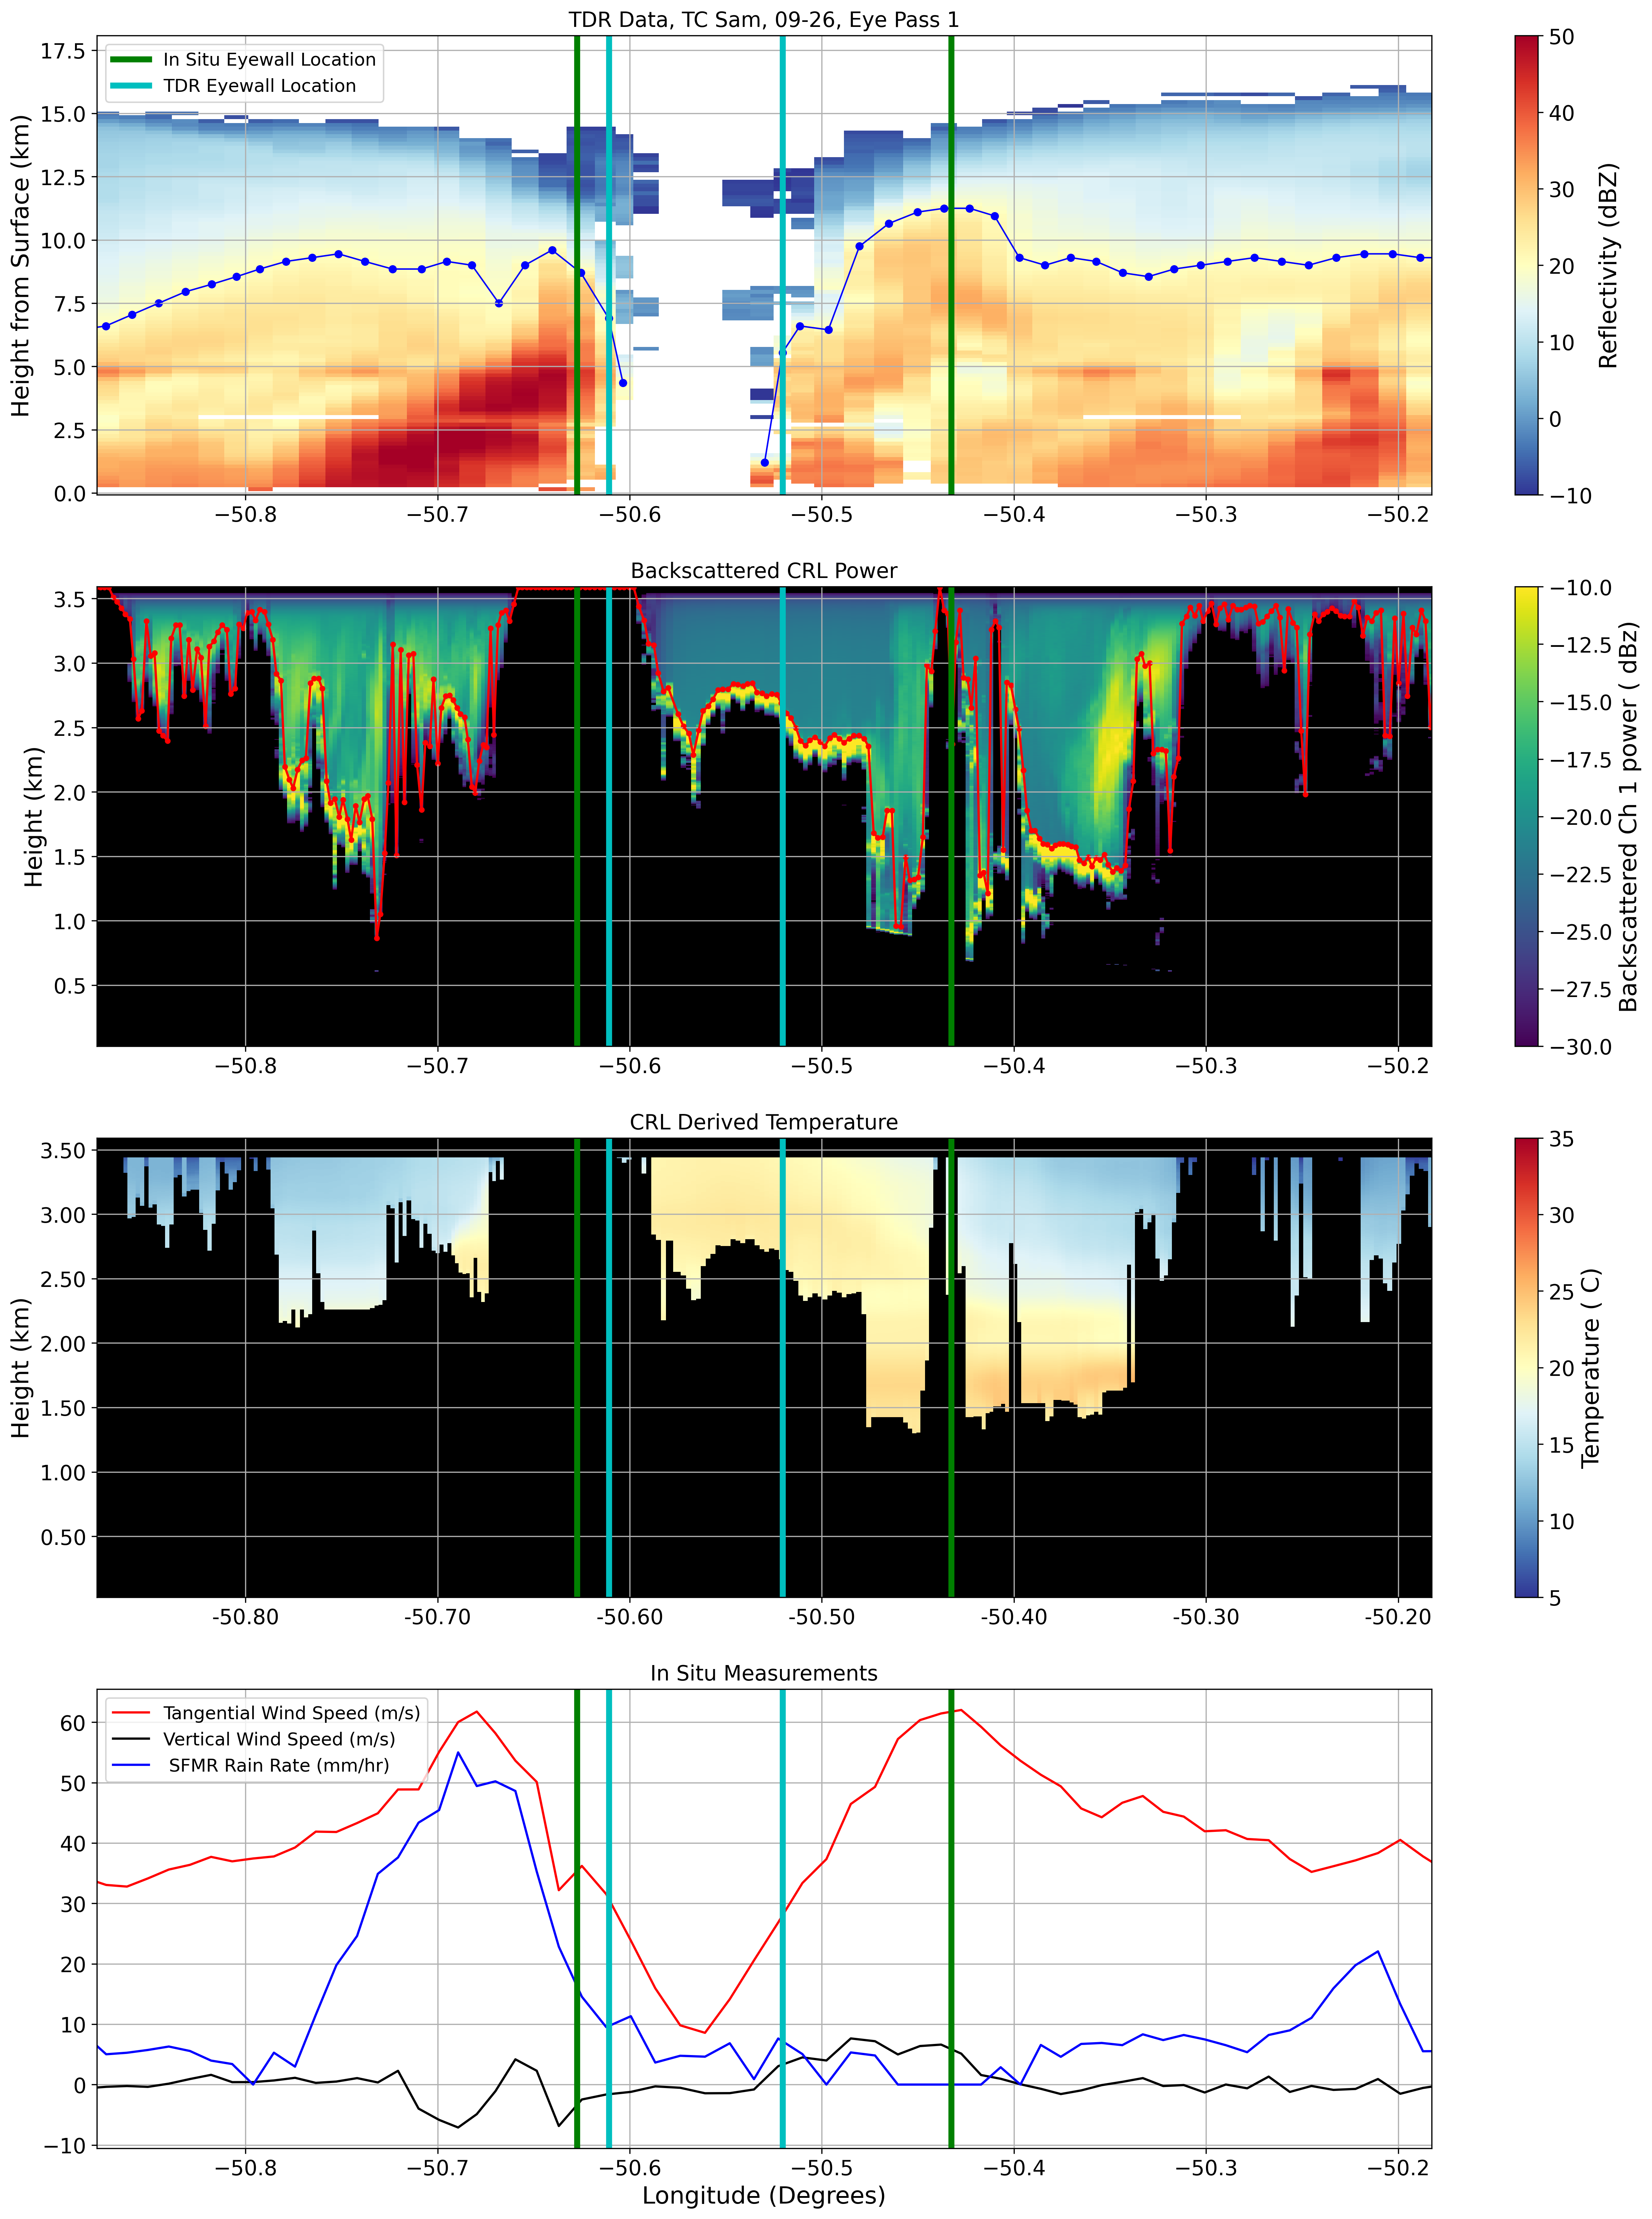 TDR Data, TC Sam, 09-26, Eye Pass 1
In Situ Eyewall Location
TDR Eyewall Location
Height from Surface (km)
17.5
15.0
12.5
10.0
7.5
5.0
2.5
0.0
−50.8 −50.7 −50.6 −50.5 −50.4 −50.3 −50.2
50
40
30
20
10
0
−10
Reflectivity (dBZ)
Backscattered CRL Power
Height (km)
3.5
3.0
2.5
2.0
1.5
1.0
0.5
−50.8 −50.7 −50.6 −50.5 −50.4 −50.3 −50.2
−10.0
−12.5
−15.0
−17.5
−20.0
−22.5
−25.0
−27.5
−30.0
Backscattered Ch 1 power ( dBz)
CRL Derived Temperature
Height (km)
3.50
3.00
2.50
2.00
1.50
1.00
0.50
-50.80 -50.70 -50.60 -50.50 -50.40 -50.30 -50.20
35
30
25
20
15
10
5
Temperature ( C)
In Situ Measurements
Tangential Wind Speed (m/s)
Vertical Wind Speed (m/s)
SFMR Rain Rate (mm/hr)
60
50
40
30
20
10
0
−10
−50.8 −50.7 −50.6 −50.5 −50.4 −50.3 −50.2
Longitude (Degrees)